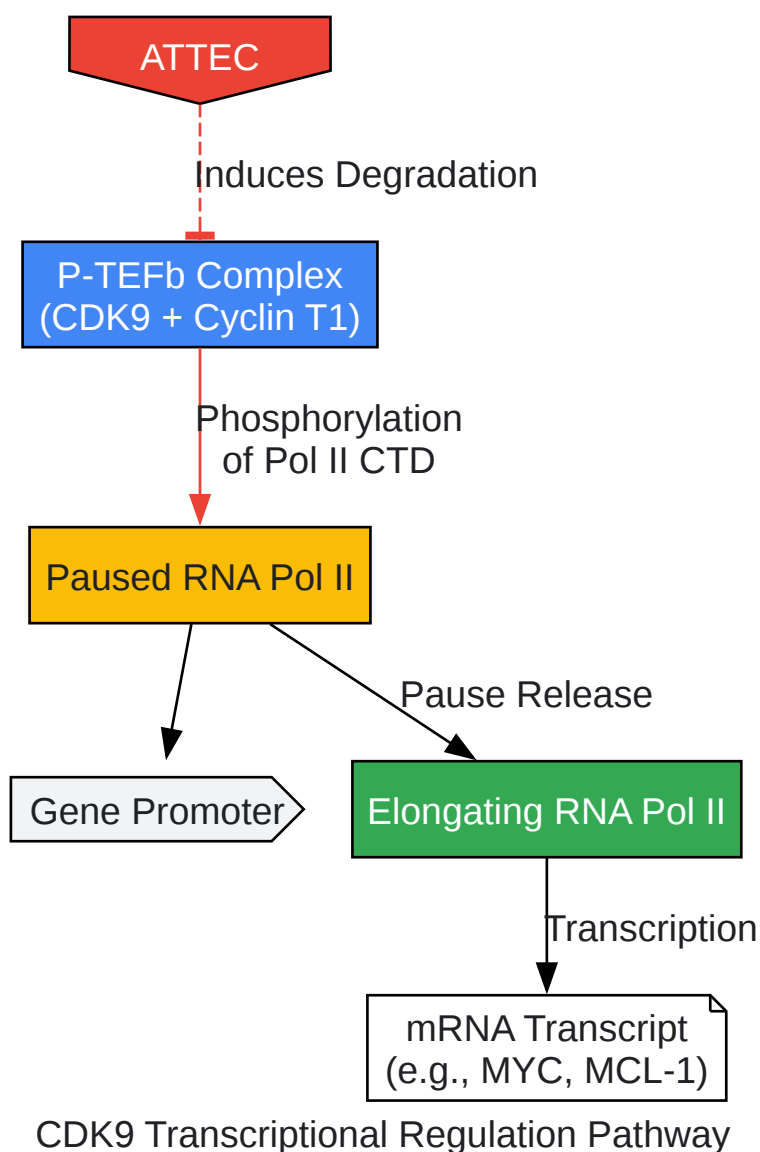 ATTEC
Induces Degradation
P-TEFb Complex
(CDK9 + Cyclin T1)
Phosphorylation
of Pol II CTD
Paused RNA Pol II
Pause Release
Gene Promoter
Elongating RNA Pol II
Transcription
mRNA Transcript
(e.g., MYC, MCL-1)
CDK9 Transcriptional Regulation Pathway